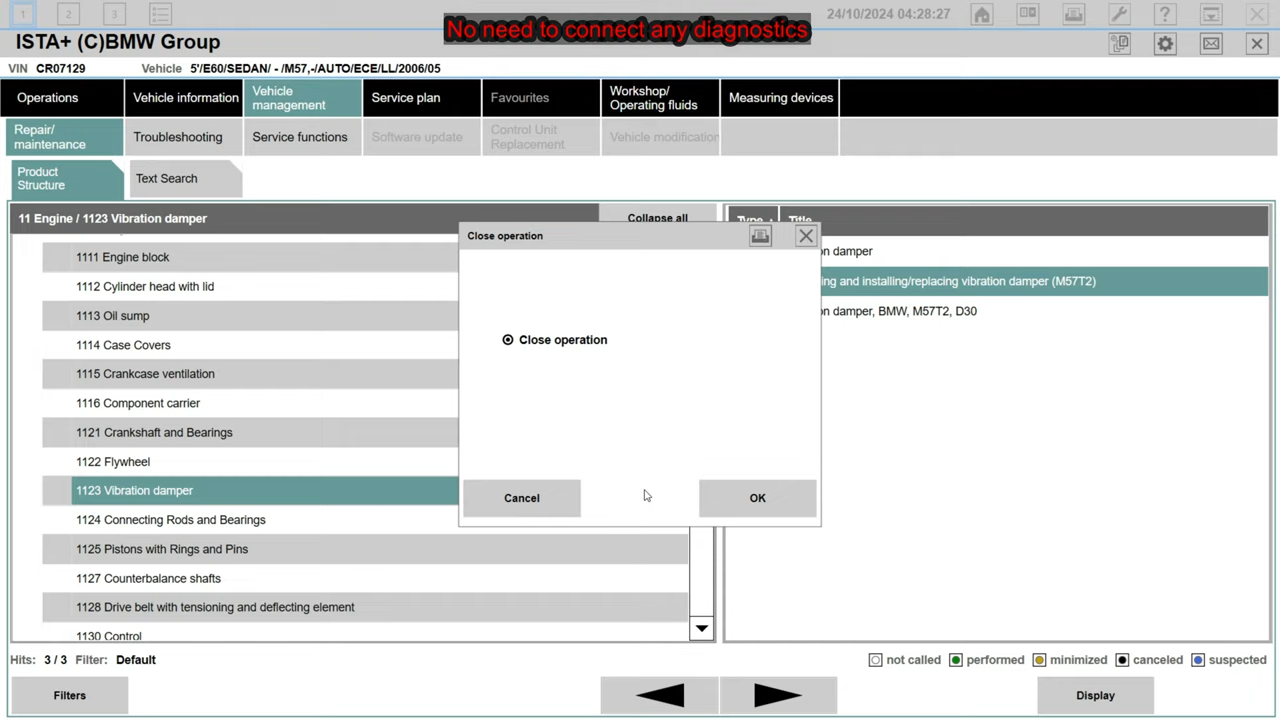 1
2
3
24/10/2024 04:28:27
No need to connect any diagnostics
ISTA+ (C)BMW Group
VIN CR07129 Vehicle 5'/E60/SEDAN/ - /M57,-/AUTO/ECE/LL/2006/05
Operations
Vehicle information
Vehicle
management
Service plan
Favourites
Workshop/
Operating fluids
Measuring devices
Repair/
maintenance
Troubleshooting
Service functions
Software update
Control Unit
Replacement
Vehicle modification
Product
Structure
Text Search
11 Engine / 1123 Vibration damper
Collapse all
Type
Title
1111 Engine block
1112 Cylinder head with lid
1113 Oil sump
1114 Case Covers
1115 Crankcase ventilation
1116 Component carrier
1121 Crankshaft and Bearings
1122 Flywheel
1123 Vibration damper
1124 Connecting Rods and Bearings
1125 Pistons with Rings and Pins
1127 Counterbalance shafts
1128 Drive belt with tensioning and deflecting element
1130 Control
Close operation
Close operation
Cancel
OK
n damper
ing and installing/replacing vibration damper (M57T2)
n damper, BMW, M57T2, D30
Hits: 3 / 3 Filter: Default
not called performed minimized canceled suspected
Filters
Display